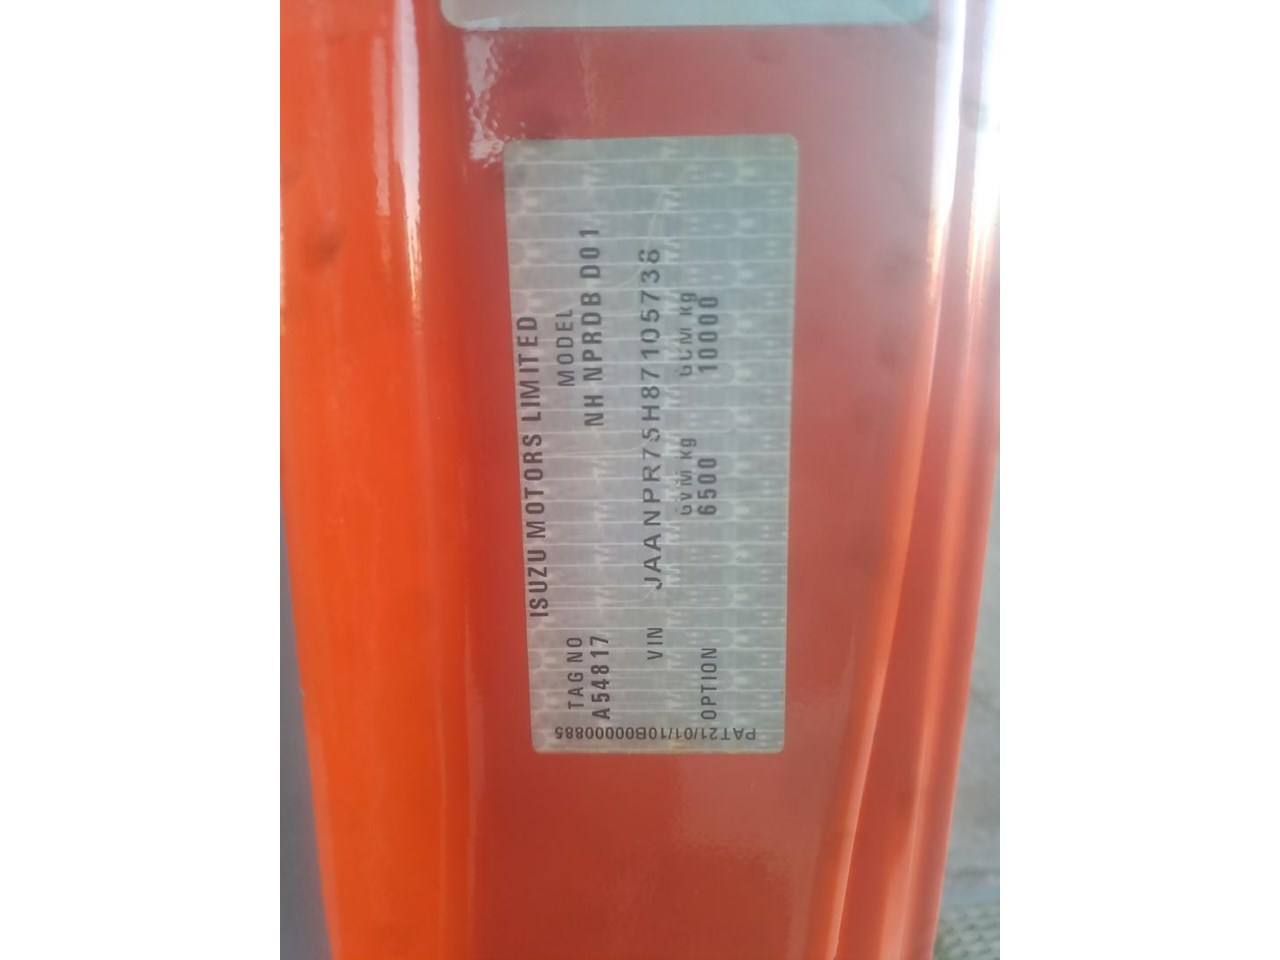 ISUZU MOTORS LIMITED
TAG NO MODEL
A54817 NH NPRDB D01
VIN JAANPR75H87105738
GVM kg GCM kg
OPTION 6500 10000
PAT21/01/10B00000885